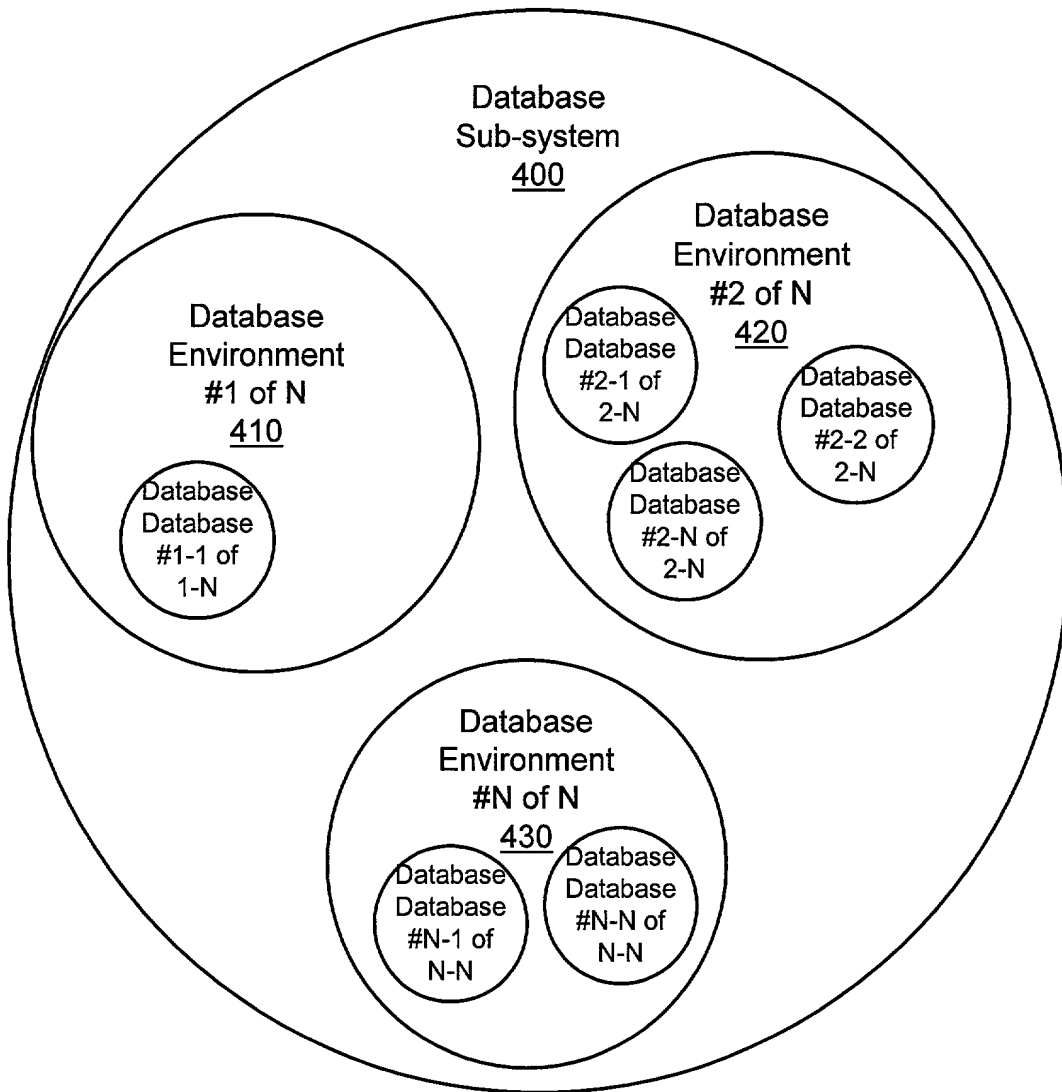 Database
Sub-system
400
Database
Environment
#1 of N
410
Database
Database
#1-1 of
1-N
Database
Environment
#2 of N
420
Database
Database
#2-1 of
2-N
Database
Database
#2-2 of
2-N
Database
Database
#2-N of
2-N
Database
Environment
#N of N
430
Database
Database
#N-1 of
N-N
Database
Database
#N-N of
N-N